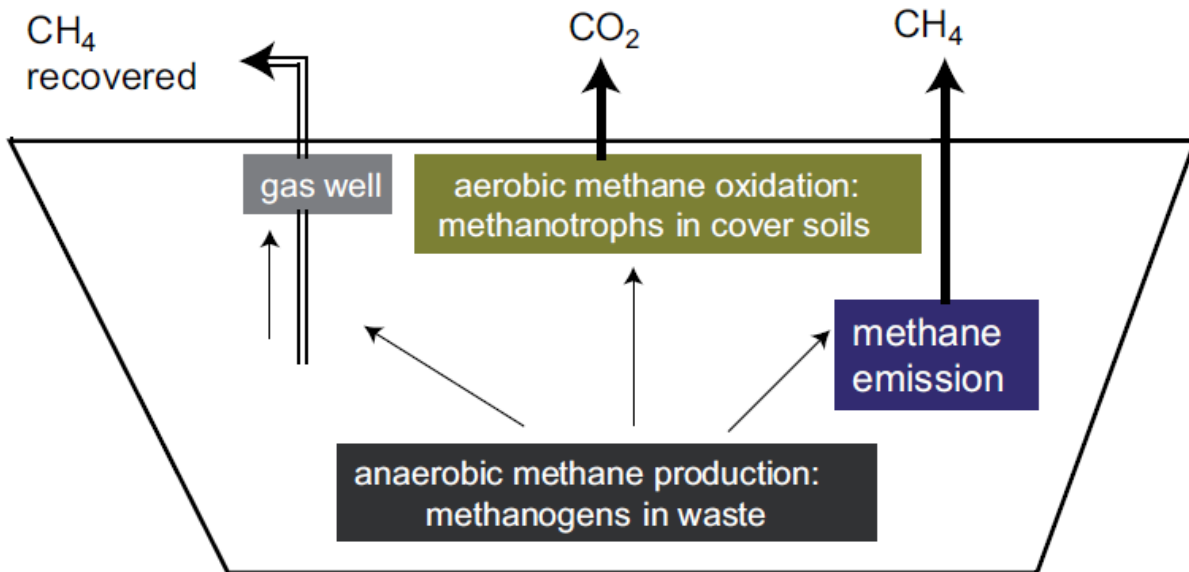 CH₄
recovered
CO₂
CH₄
gas well
aerobic methane oxidation:
methanotrophs in cover soils
methane
emission
anaerobic methane production:
methanogens in waste